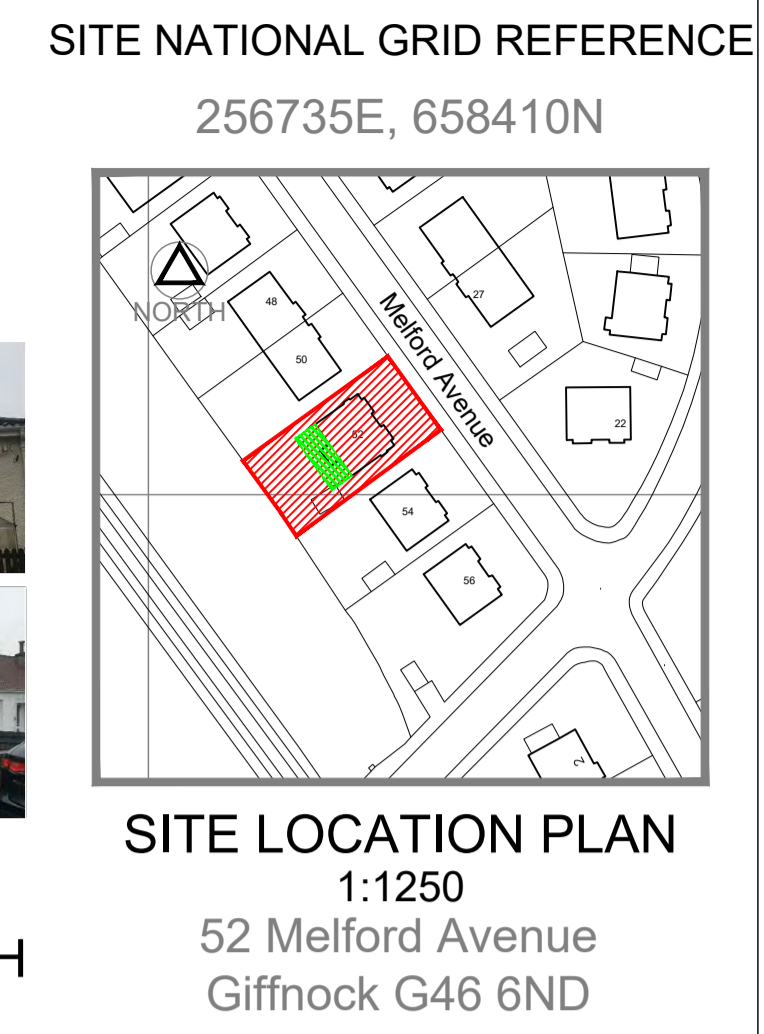 SITE NATIONAL GRID REFERENCE
256735E, 658410N
NORTH
48
50
52
54
56
27
22
2
Melford Avenue
SITE LOCATION PLAN
1:1250
52 Melford Avenue
Giffnock G46 6ND